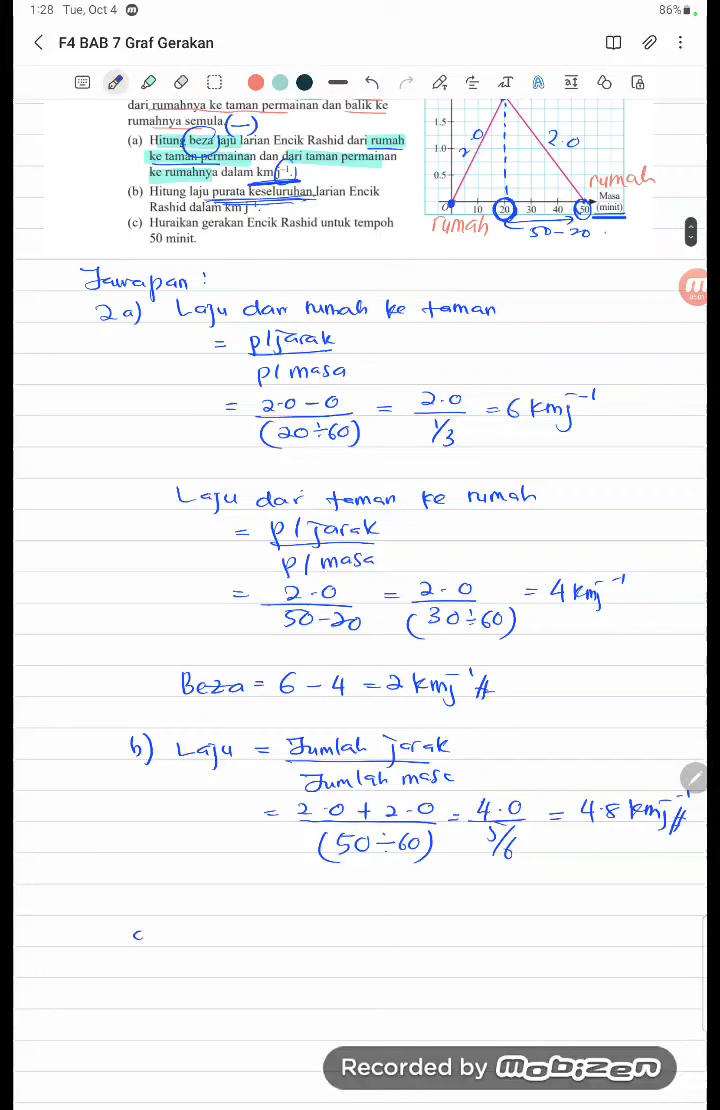 1:28 Tue, Oct 4
86%
F4 BAB 7 Graf Gerakan
dari rumahnya ke taman permainan dan balik ke
rumahnya semula.
(-)
(a) Hitung beza laju larian Encik Rashid dari rumah
ke taman permainan dan dari taman permainan
ke rumahnya dalam km j⁻¹.
(b) Hitung laju purata keseluruhan larian Encik
Rashid dalam km j⁻¹.
(c) Huraikan gerakan Encik Rashid untuk tempoh
50 minit.
1.5
1.0
0.5
0
10 20 30 40 50
Masa
(minit)
2.0
2.0
rumah
rumah
50-20
Jawapan :
2a) Laju dari rumah ke taman
= p/jarak
p/masa
= 2.0 - 0 = 2.0 = 6 kmj⁻¹
(20÷60) 1/3
Laju dari taman ke rumah
= p/jarak
p/masa
= 2.0 = 2.0 = 4 kmj⁻¹
50-20 (30÷60)
Beza = 6 - 4 = 2 kmj⁻¹ #
b) Laju = Jumlah jarak
Jumlah masa
= 2.0 + 2.0 = 4.0 = 4.8 kmj⁻¹ #
(50÷60) 5/6
c
Recorded by Mobizen